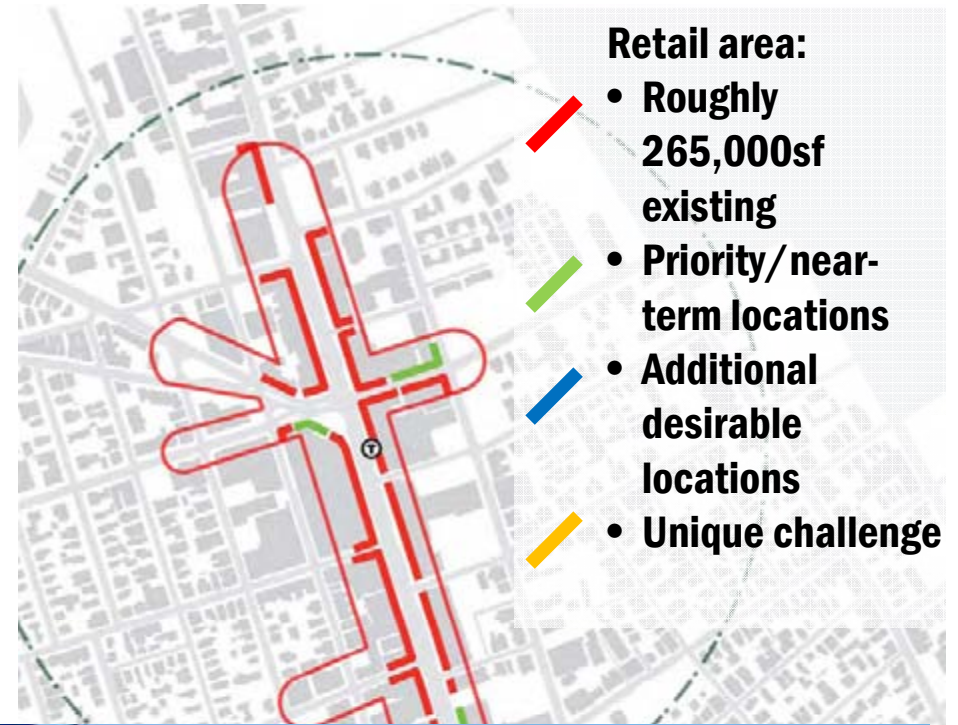 Retail area:
• Roughly
265,000sf
existing
• Priority/near-
term locations
• Additional
desirable
locations
• Unique challenge
T